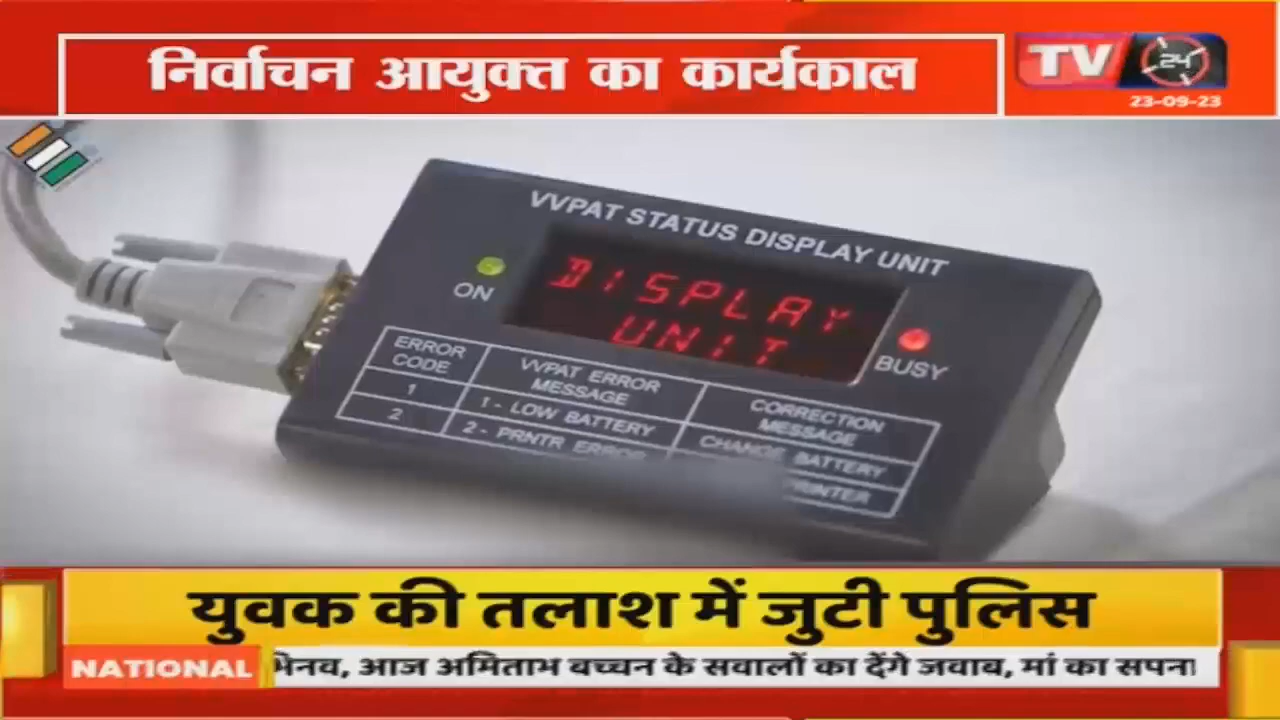 निर्वाचन आयुक्त का कार्यकाल
TV 24
23-09-23
VVPAT STATUS DISPLAY UNIT
DISPLAY
UNIT
ON
BUSY
ERROR CODE
VVPAT ERROR MESSAGE
CORRECTION MESSAGE
1
1 - LOW BATTERY
CHANGE BATTERY
2
2 - PRNTR ERROR
युवक की तलाश में जुटी पुलिस
NATIONAL
आज अमिताभ बच्चन के सवालों का देंगे जवाब, मां का सपना